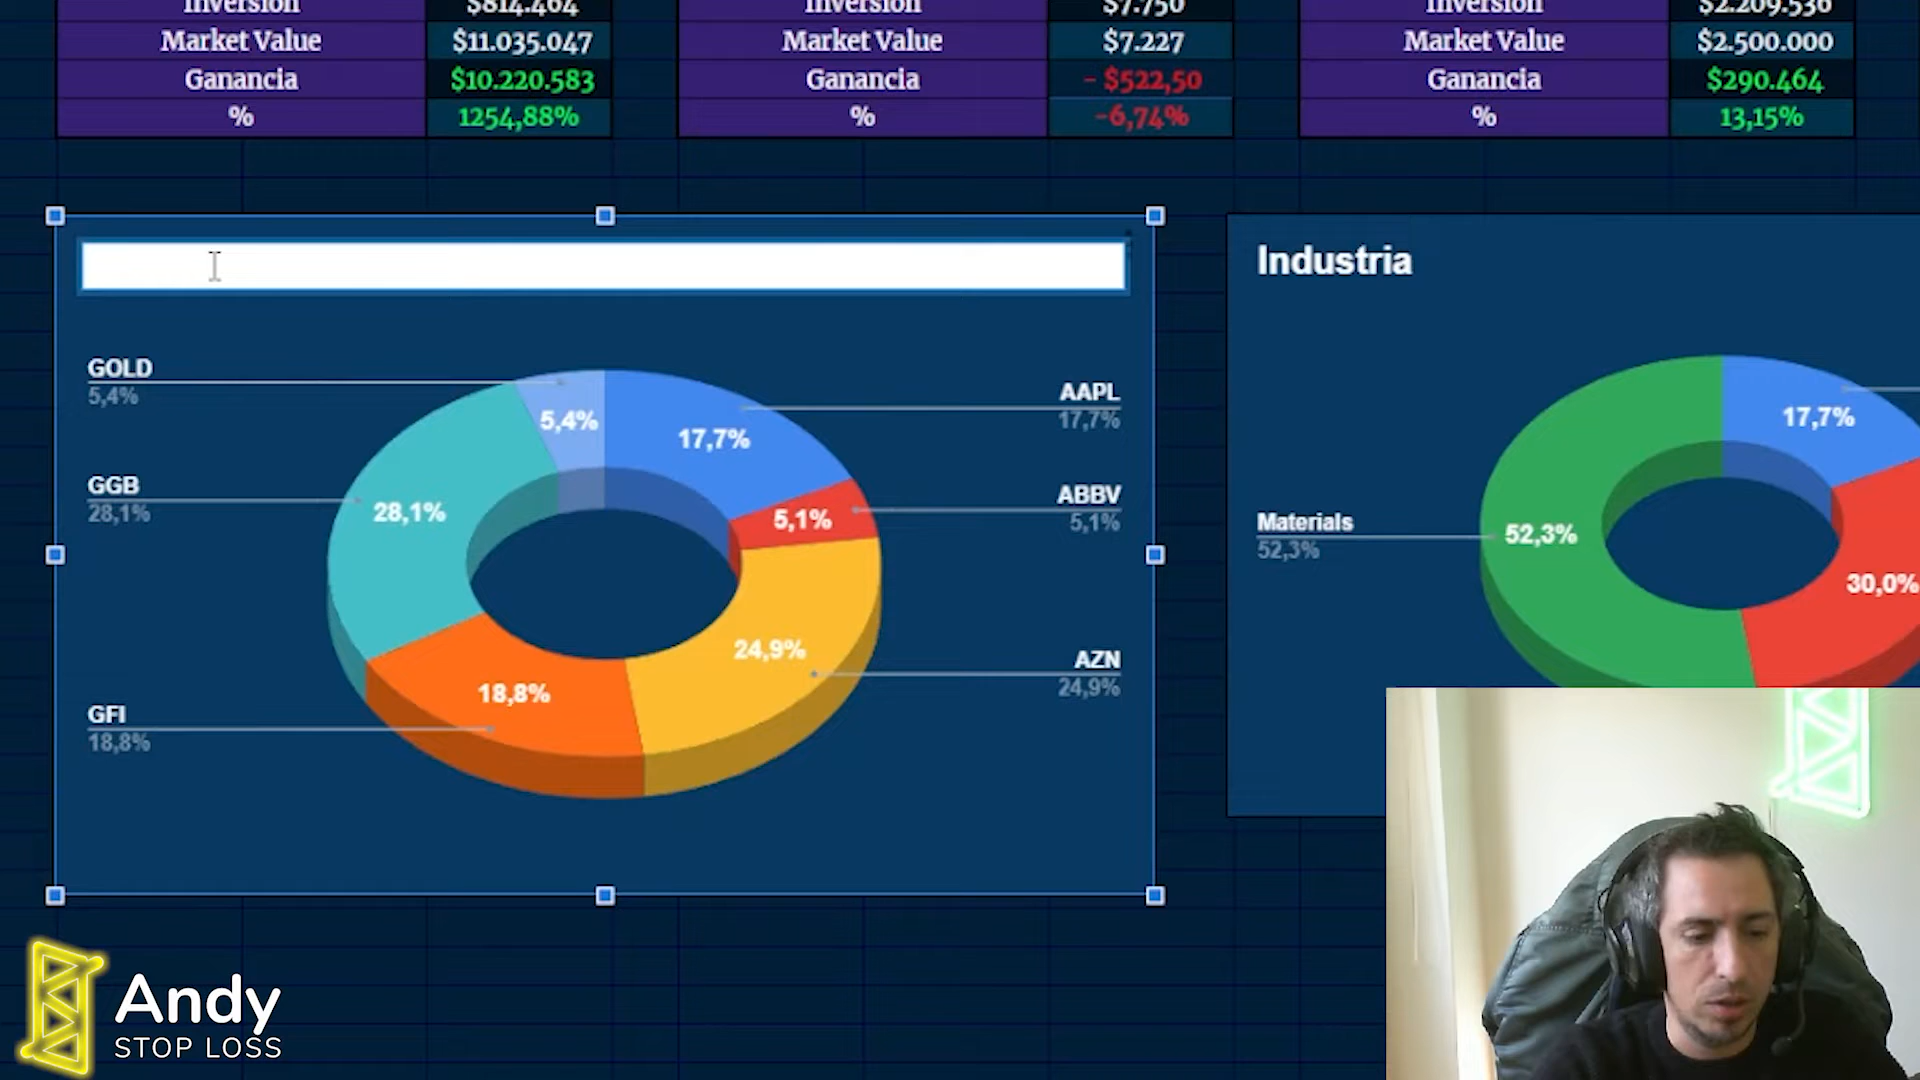 Inversión $814.464 Inversión $7.750 Inversión $2.209.536
Market Value $11.035.047 Market Value $7.227 Market Value $2.500.000
Ganancia $10.220.583 Ganancia - $522,50 Ganancia $290.464
% 1254,88% % -6,74% % 13,15%
GOLD
5,4%
GGB
28,1%
GFI
18,8%
5,4%
17,7%
28,1%
5,1%
24,9%
18,8%
AAPL
17,7%
ABBV
5,1%
AZN
24,9%
Industria
Materials
52,3%
52,3%
17,7%
30,0%
Andy
STOP LOSS